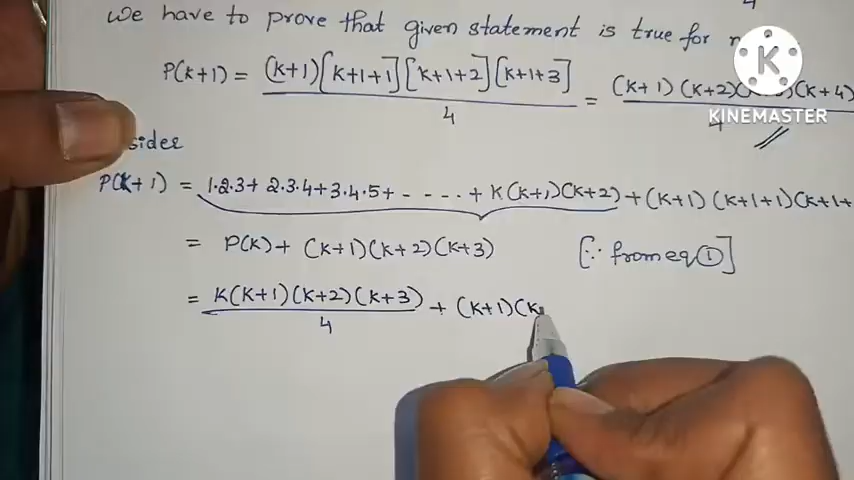 4
we have to prove that given statement is true for
P(K+1) = (K+1)[K+1+1][K+1+2][K+1+3] / 4 = (K+1)(K+2) )(K+4) / 4
K
KINEMASTER
P(K+1) = 1·2·3+ 2·3·4+3·4·5+ - - - .. + K(K+1)(K+2) + (K+1)(K+1+1)(K+1+
= P(K) + (K+1)(K+2)(K+3) [∵ from eq ①]
= K(K+1)(K+2)(K+3) / 4 + (K+1)(K+